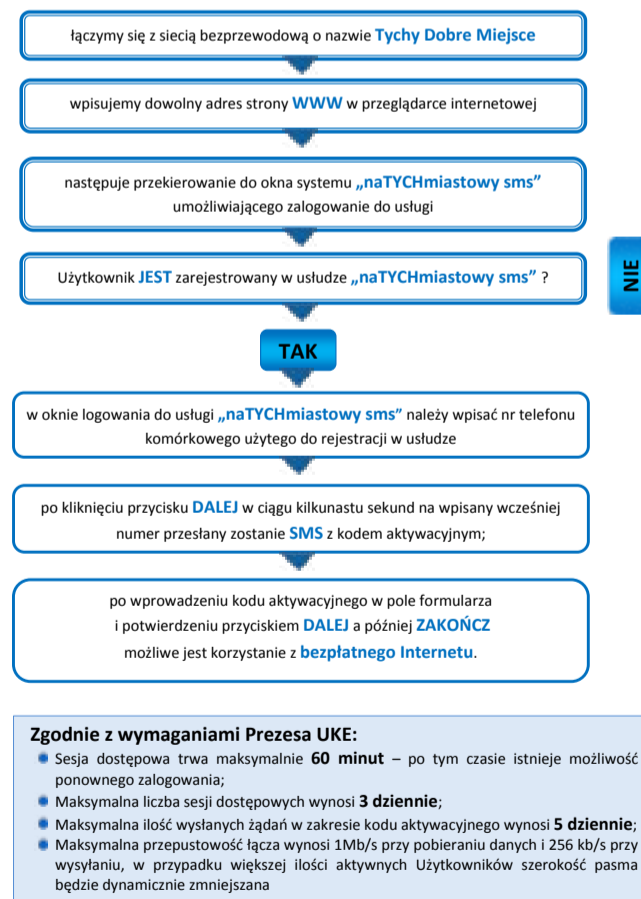 łączymy się z siecią bezprzewodową o nazwie Tychy Dobre Miejsce
wpisujemy dowolny adres strony WWW w przeglądarce internetowej
następuje przekierowanie do okna systemu „naTYCHmiastowy sms”
umożliwiającego zalogowanie do usługi
Użytkownik JEST zarejestrowany w usłudze „naTYCHmiastowy sms” ?
NIE
TAK
w oknie logowania do usługi „naTYCHmiastowy sms” należy wpisać nr telefonu
komórkowego użytego do rejestracji w usłudze
po kliknięciu przycisku DALEJ w ciągu kilkunastu sekund na wpisany wcześniej
numer przesłany zostanie SMS z kodem aktywacyjnym;
po wprowadzeniu kodu aktywacyjnego w pole formularza
i potwierdzeniu przyciskiem DALEJ a później ZAKOŃCZ
możliwe jest korzystanie z bezpłatnego Internetu.
Zgodnie z wymaganiami Prezesa UKE:
Sesja dostępowa trwa maksymalnie 60 minut – po tym czasie istnieje możliwość
ponownego zalogowania;
Maksymalna liczba sesji dostępowych wynosi 3 dziennie;
Maksymalna ilość wysłanych żądań w zakresie kodu aktywacyjnego wynosi 5 dziennie;
Maksymalna przepustowość łącza wynosi 1Mb/s przy pobieraniu danych i 256 kb/s przy
wysyłaniu, w przypadku większej ilości aktywnych Użytkowników szerokość pasma
będzie dynamicznie zmniejszana